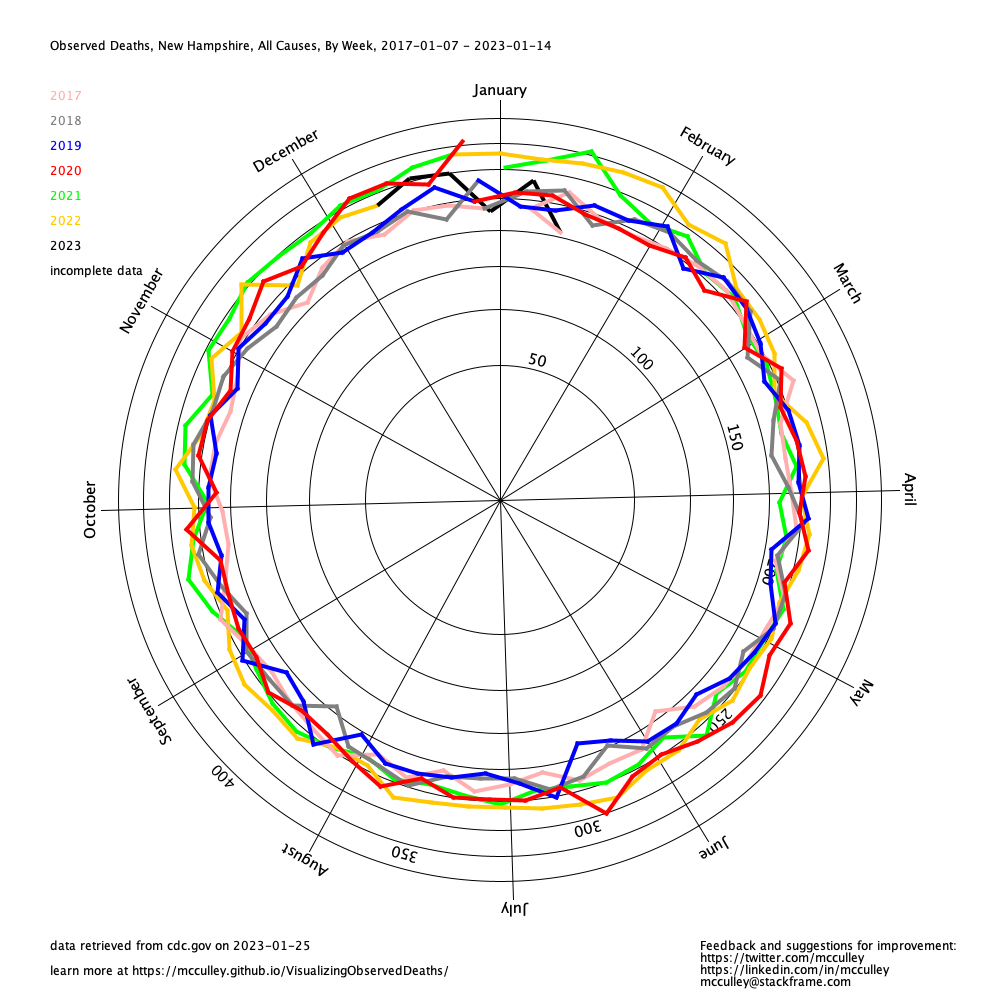 Observed Deaths, New Hampshire, All Causes, By Week, 2017-01-07 - 2023-01-14
January
2017
2018
2019
2020
2021
2022
2023
incomplete data
December
February
November
March
50
100
150
October
April
200
September
May
250
400
300
350
August
June
July
data retrieved from cdc.gov on 2023-01-25
learn more at https://mcculley.github.io/VisualizingObservedDeaths/
Feedback and suggestions for improvement:
https://twitter.com/mcculley
https://linkedin.com/in/mcculley
mcculley@stackframe.com